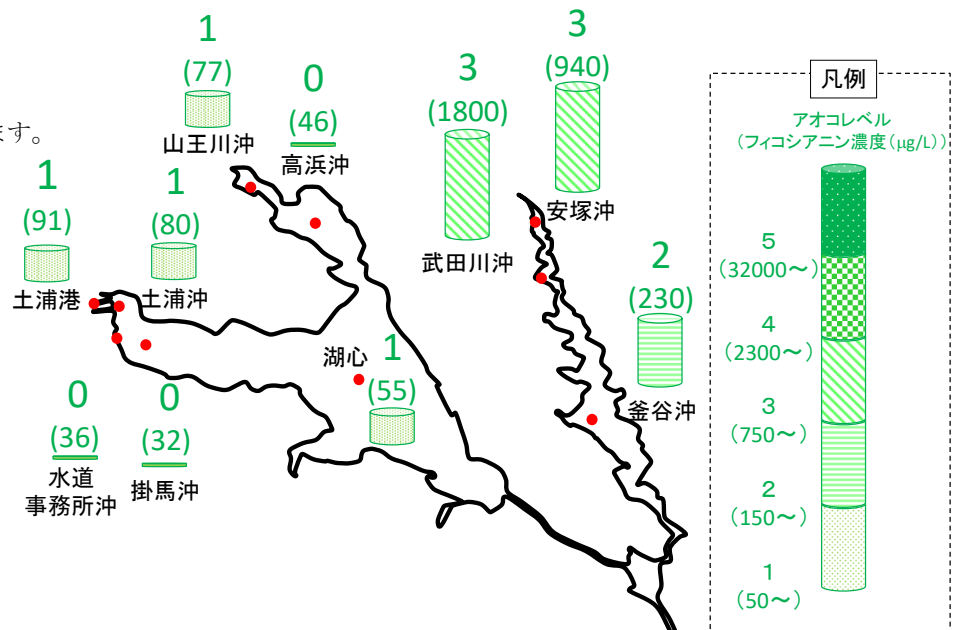 ます。
1
(77)
山王川沖
0
(46)
高浜沖
3
(1800)
武田川沖
3
(940)
安塚沖
1
(91)
土浦港
1
(80)
土浦沖
2
(230)
釜谷沖
湖心
1
(55)
0
(36)
水道
事務所沖
0
(32)
掛馬沖
凡例
アオコレベル
（フィコシアニン濃度(μg/L)）
5
（32000～）
4
（2300～）
3
（750～）
2
（150～）
1
（50～）